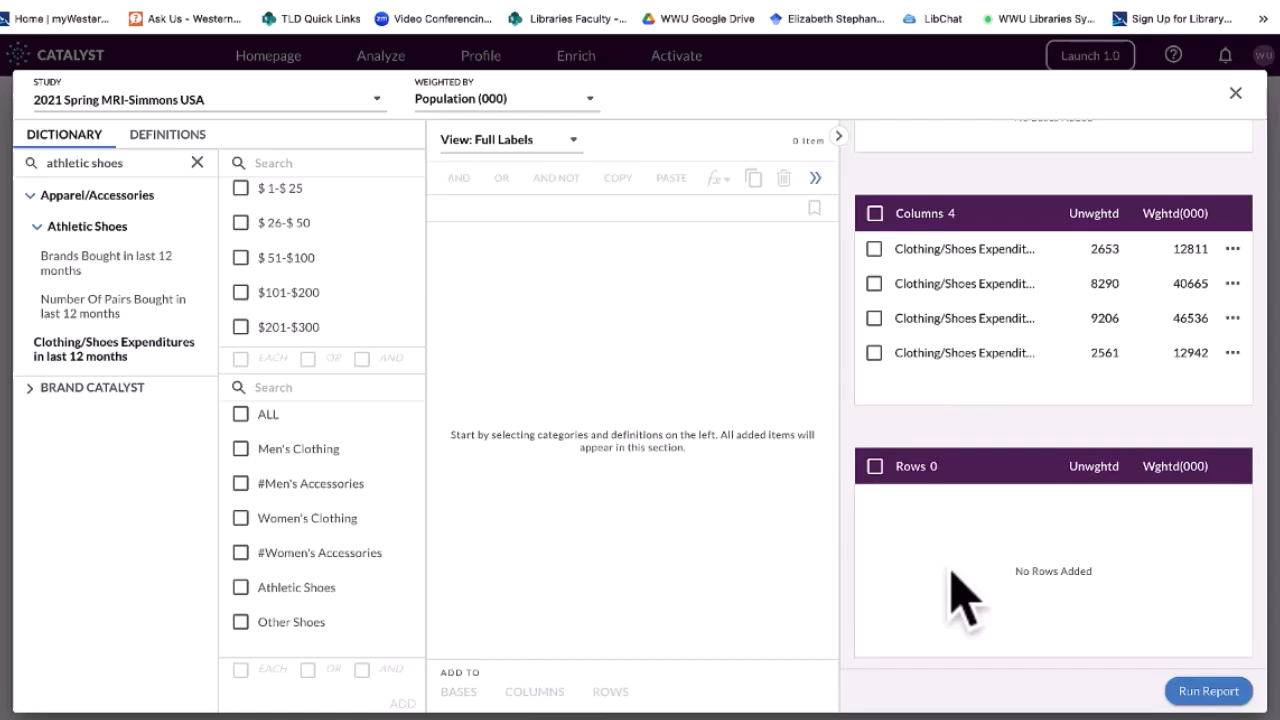 Home | myWester...
Ask Us - Western...
TLD Quick Links
Video Conferencin...
Libraries Faculty -...
WWU Google Drive
Elizabeth Stephan...
LibChat
WWU Libraries Sy...
Sign Up for Library...
»
CATALYST
Homepage
Analyze
Profile
Enrich
Activate
Launch 1.0
?
wu
STUDY
2021 Spring MRI-Simmons USA
WEIGHTED BY
Population (000)
DICTIONARY
DEFINITIONS
athletic shoes
Apparel/Accessories
Athletic Shoes
Brands Bought in last 12
months
Number Of Pairs Bought in
last 12 months
Clothing/Shoes Expenditures
in last 12 months
BRAND CATALYST
Search
$ 1-$ 25
$ 26-$ 50
$ 51-$100
$101-$200
$201-$300
EACH OR AND
Search
ALL
Men's Clothing
#Men's Accessories
Women's Clothing
#Women's Accessories
Athletic Shoes
Other Shoes
EACH OR AND
ADD
View: Full Labels
0 Item
AND OR AND NOT COPY PASTE fx
Start by selecting categories and definitions on the left. All added items will
appear in this section.
ADD TO
BASES COLUMNS ROWS
No Bases Added
Columns 4 Unwghtd Wghtd(000)
Clothing/Shoes Expendit... 2653 12811 •••
Clothing/Shoes Expendit... 8290 40665 •••
Clothing/Shoes Expendit... 9206 46536 •••
Clothing/Shoes Expendit... 2561 12942 •••
Rows 0 Unwghtd Wghtd(000)
No Rows Added
Run Report